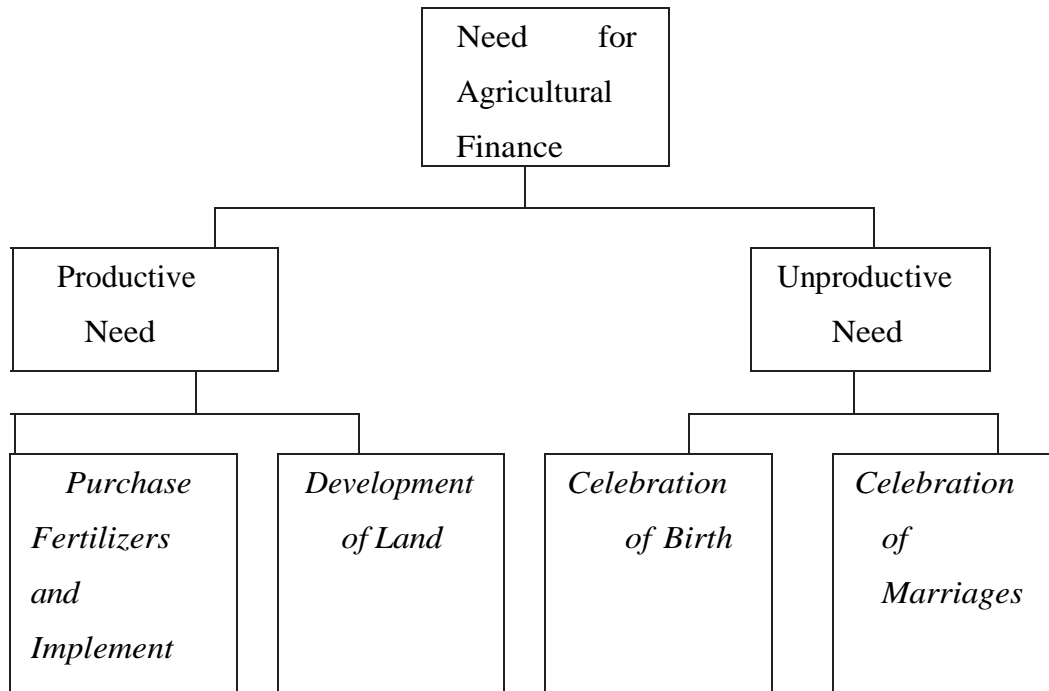 Need for
Agricultural
Finance
Productive
Need
Unproductive
Need
Purchase
Fertilizers
and
Implement
Development
of Land
Celebration
of Birth
Celebration
of
Marriages